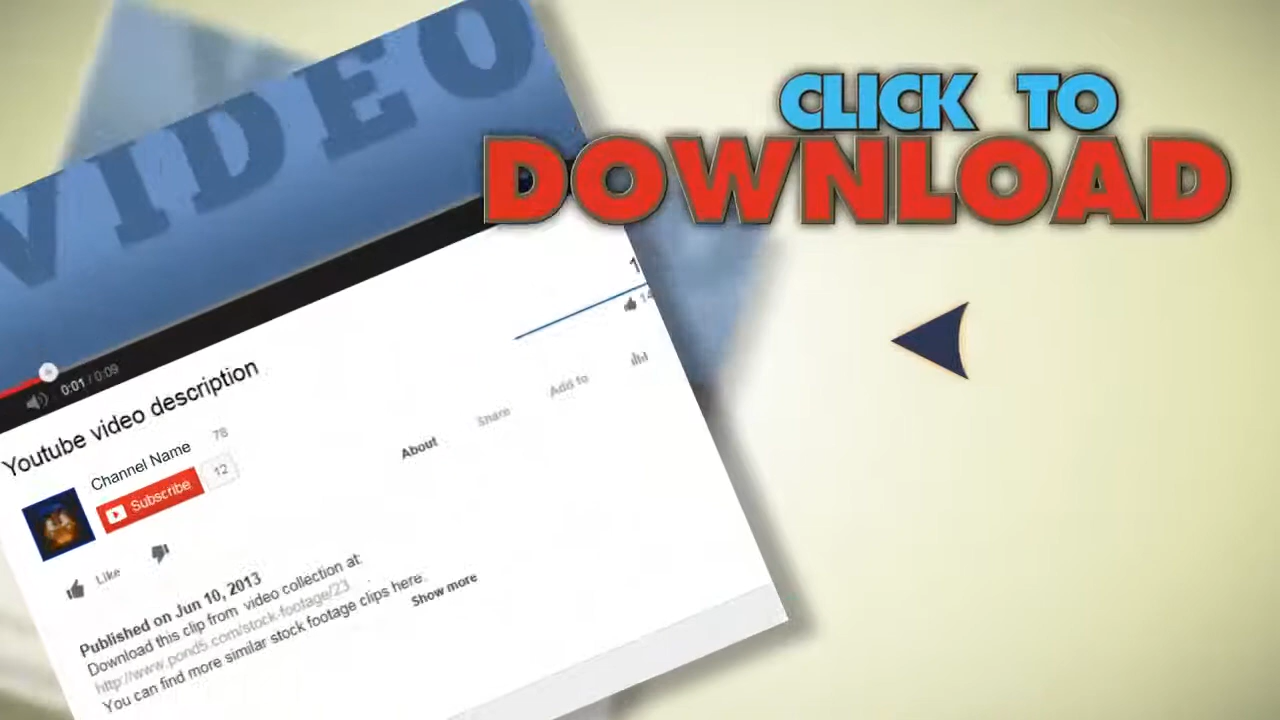 VIDEO
CLICK TO
DOWNLOAD
1
14
0:01 / 0:09
Youtube video description
Channel Name 78
Subscribe 12
About Share Add to
Like
Published on Jun 10, 2013
Download this clip from video collection at:
http://www.pond5.com/stock-footage/23
You can find more similar stock footage clips here.
Show more